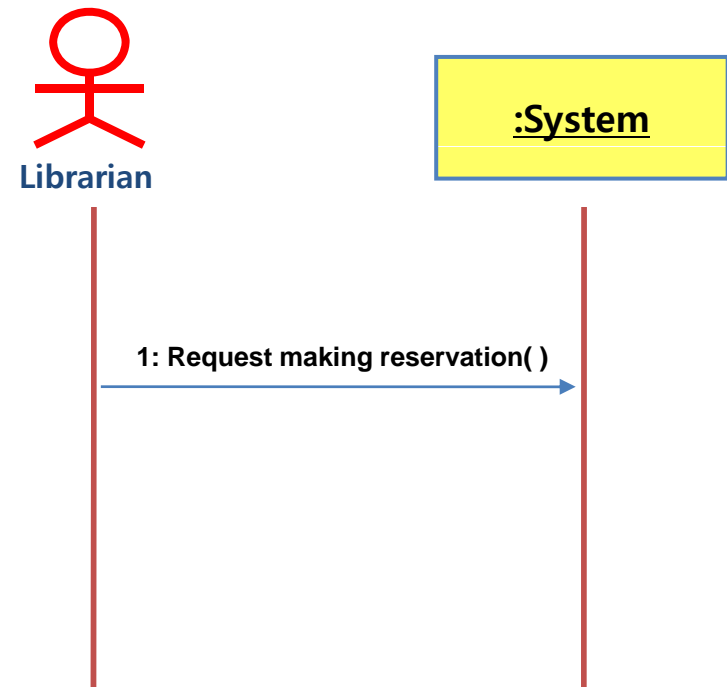 :System
Librarian
1: Request making reservation( )